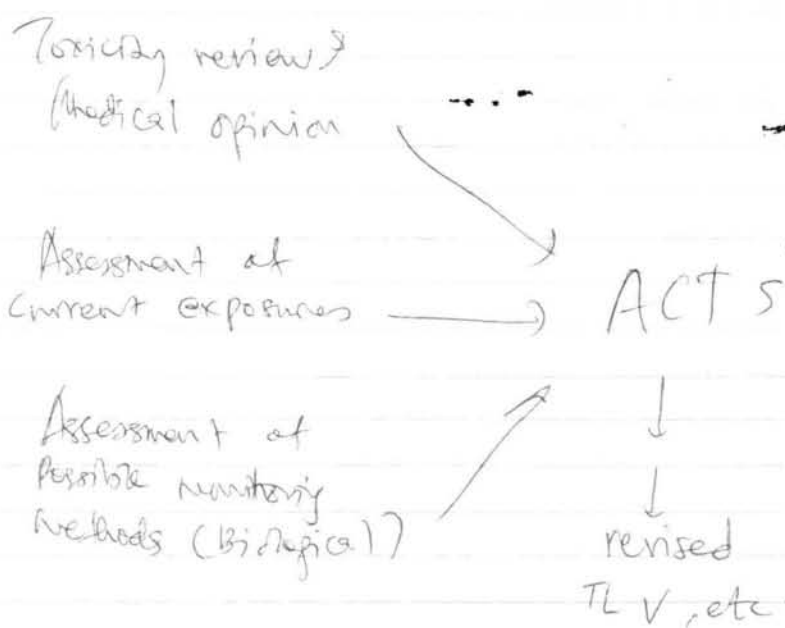 Toxicity review &
Medical opinion
Assessment of
current exposures
ACTS
Assessment of
possible monitoring
methods (Biological)
revised
TLV, etc